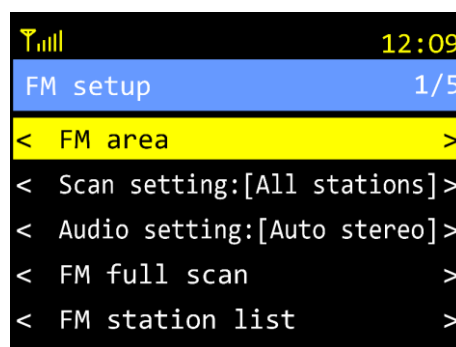 12:09
FM setup 1/5
< FM area >
< Scan setting:[All stations]>
< Audio setting:[Auto stereo]>
< FM full scan >
< FM station list >